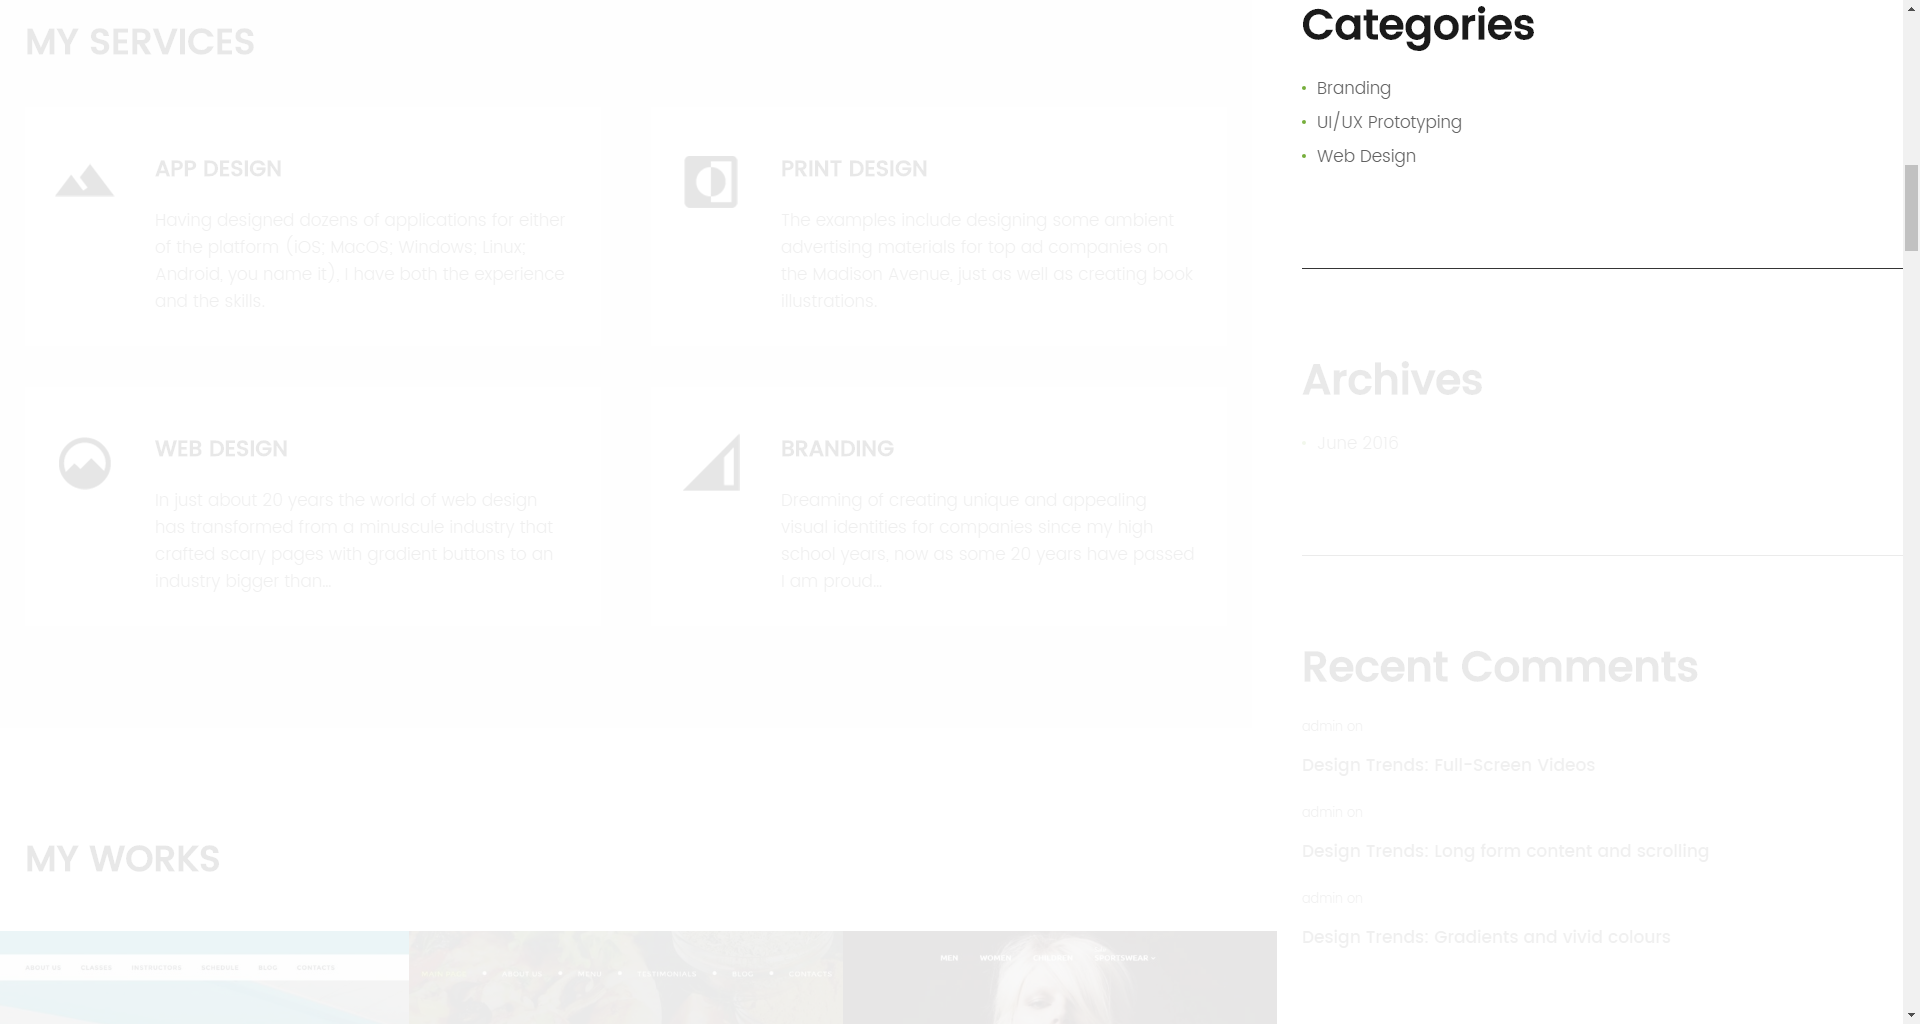 MY SERVICES
APP DESIGN
Having designed dozens of applications for either
of the platform (iOS; MacOS; Windows; Linux;
Android, you name it), I have both the experience
and the skills.
PRINT DESIGN
The examples include designing some ambient
advertising materials for top ad companies on
the Madison Avenue, just as well as creating book
illustrations.
WEB DESIGN
In just about 20 years the world of web design
has transformed from a minuscule industry that
crafted scary pages with gradient buttons to an
industry bigger than...
BRANDING
Dreaming of creating unique and appealing
visual identities for companies since my high
school years, now as some 20 years have passed
I am proud...
MY WORKS
ABOUT US CLASSES INSTRUCTORS SCHEDULE BLOG CONTACTS
ABOUT US MENU TESTIMONIALS BLOG CONTACTS
MEN WOMEN CHILDREN SPORTSWEAR
Categories
Branding
UI/UX Prototyping
Web Design
Archives
June 2016
Recent Comments
admin on
Design Trends: Full-Screen Videos
admin on
Design Trends: Long form content and scrolling
admin on
Design Trends: Gradients and vivid colours